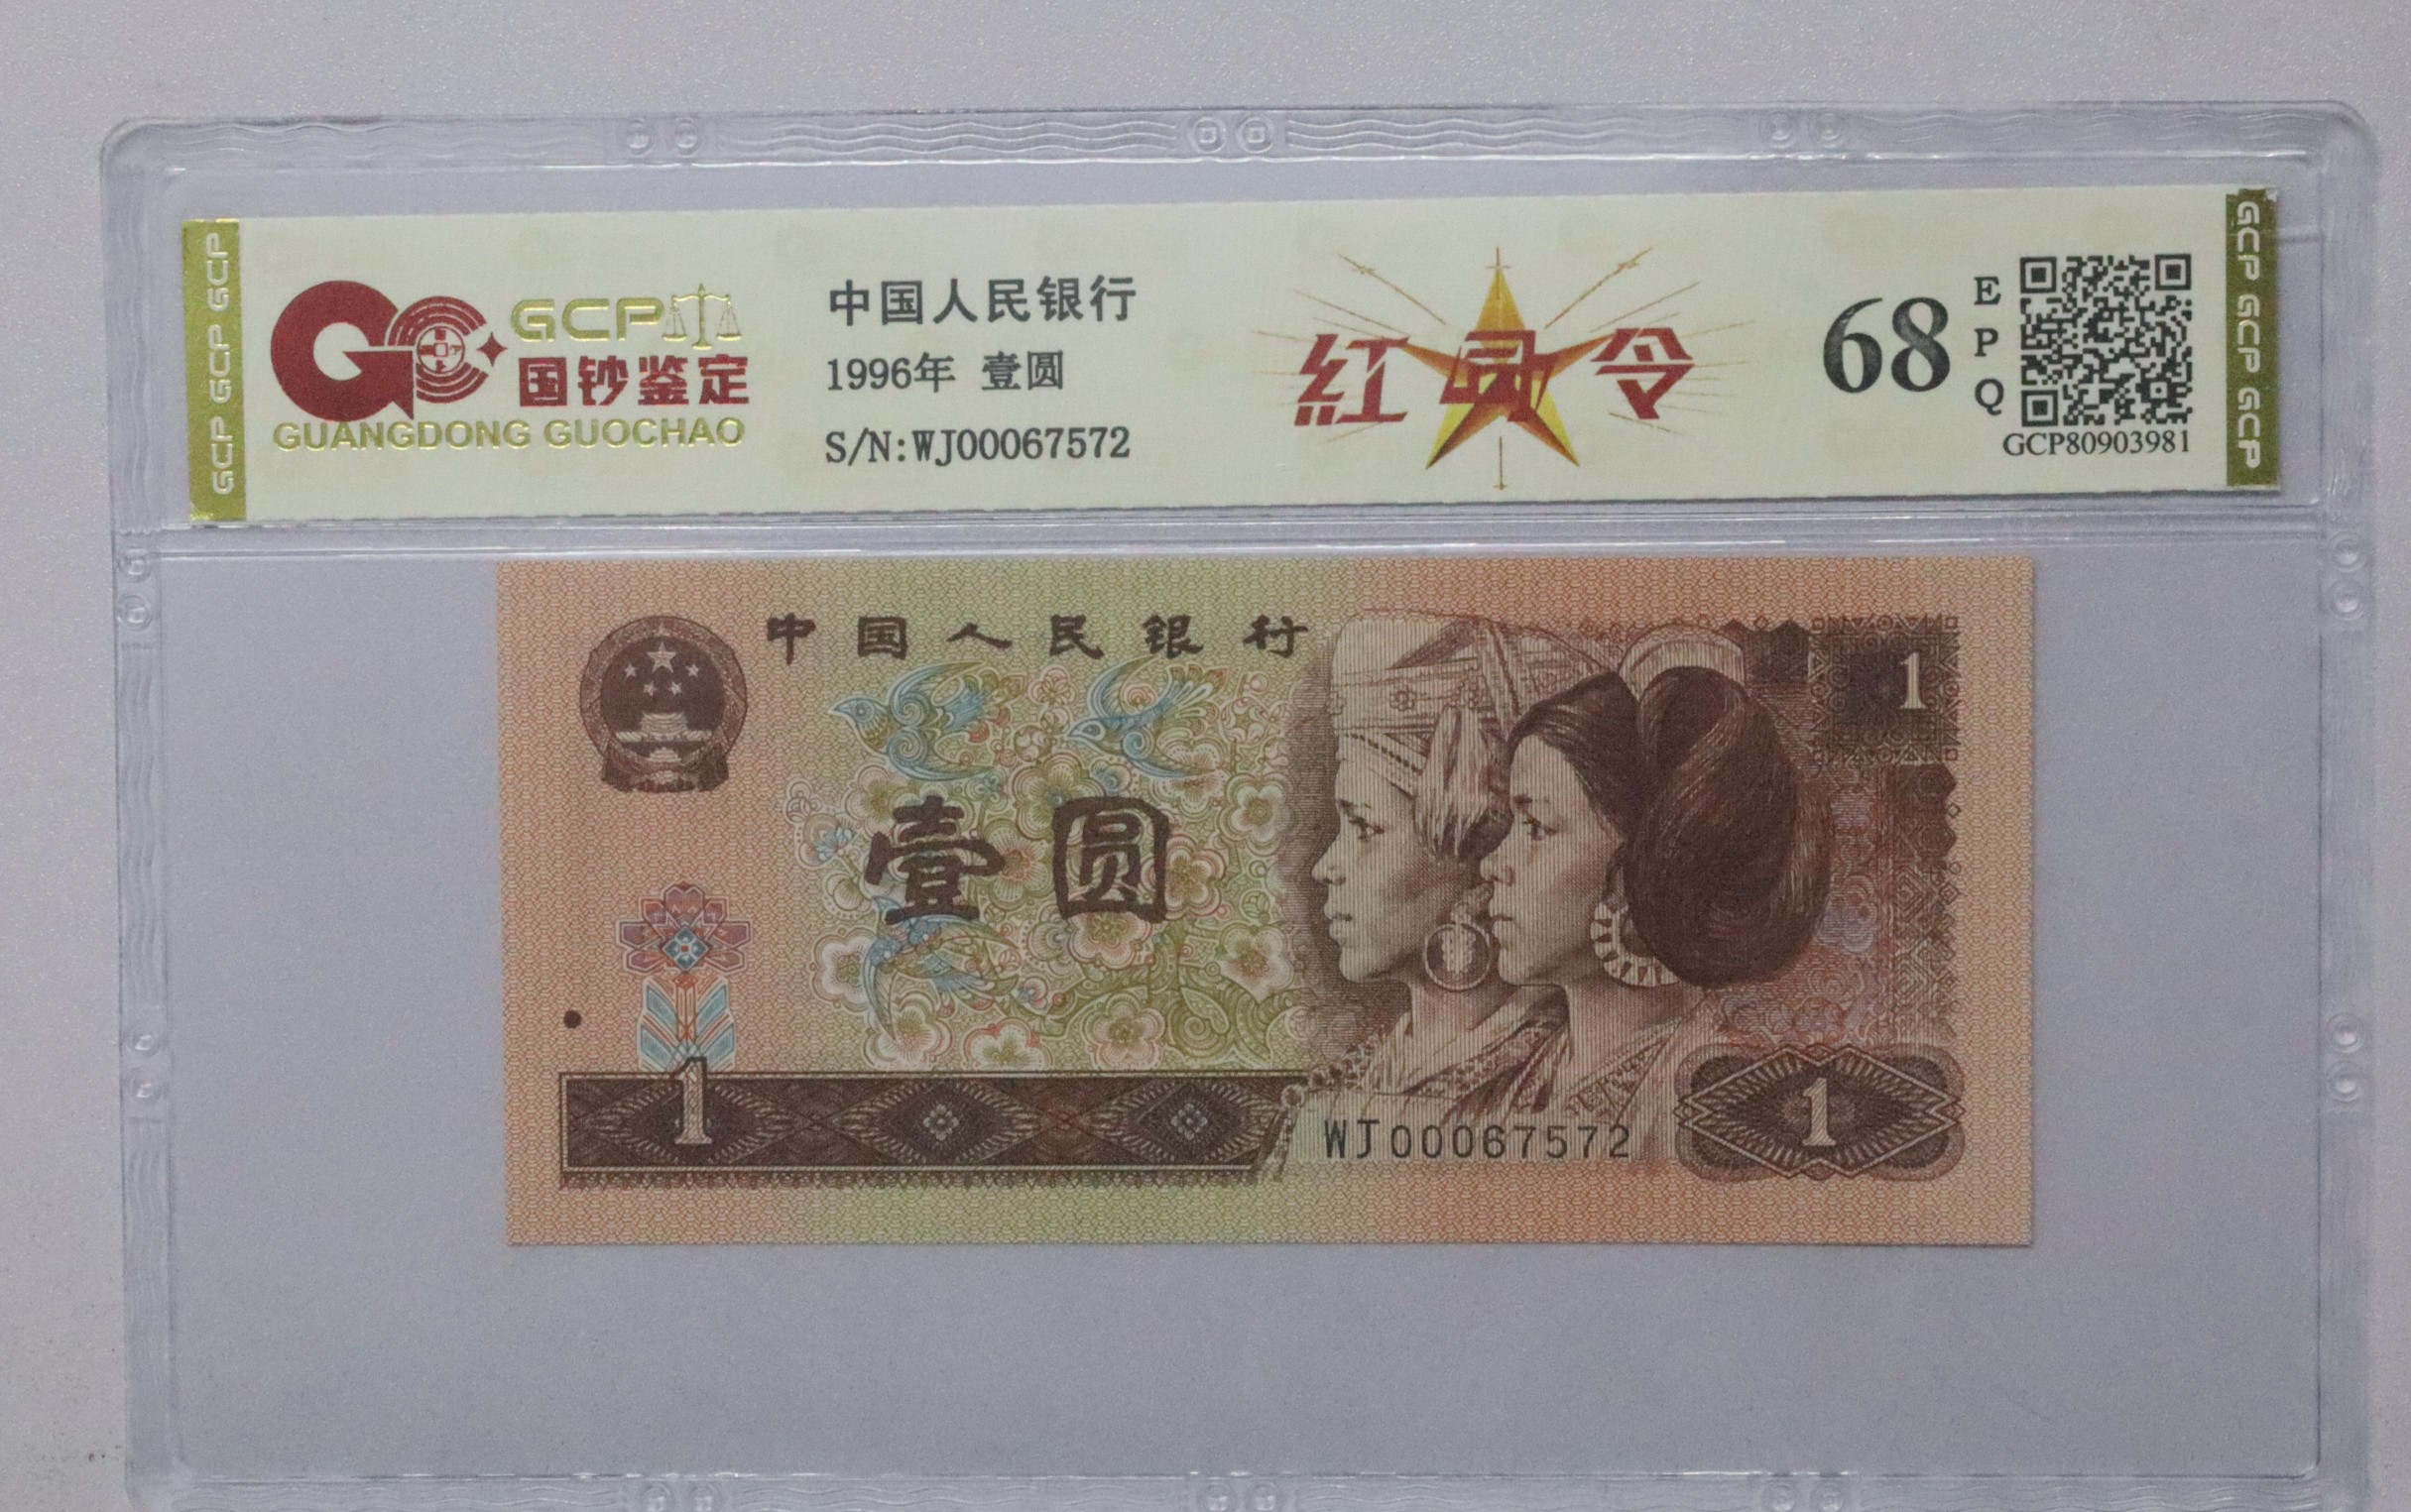 GCP GCP GCP
GCP
国钞鉴定
GUANGDONG GUOCHAO
中国人民银行
1996年 壹圆
S/N:WJ00067572
紅 令
68
E
P
Q
GCP80903981
GCP GCP GCP
中国人民银行
1
壹圆
1
WJ00067572
1